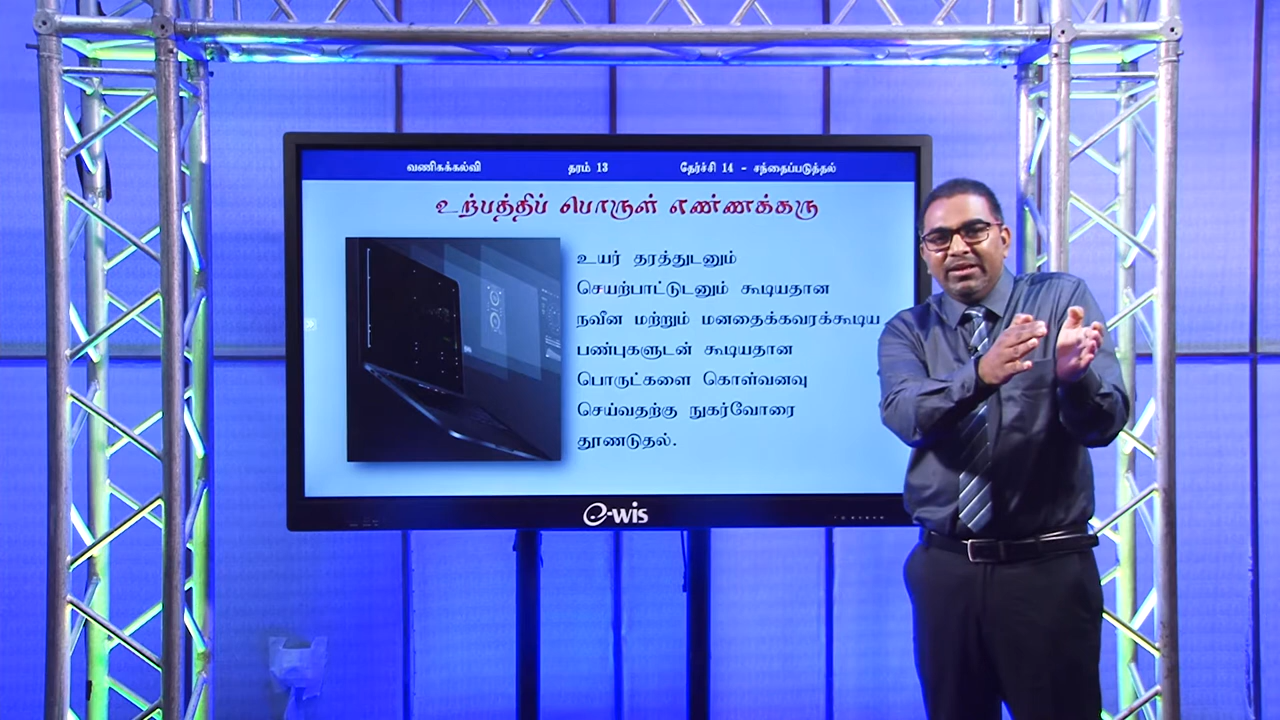 வணிகக்கல்வி தரம் 13 தேர்ச்சி 14 - சந்தைப்படுத்தல்
உற்பத்திப் பொருள் எண்ணக்கரு
உயர் தரத்துடனும்
செயற்பாட்டுடனும் கூடியதான
நவீன மற்றும் மனதைக்கவரக்கூடிய
பண்புகளுடன் கூடியதான
பொருட்களை கொள்வனவு
செய்வதற்கு நுகர்வோரை
தூணடுதல்.
e-wis